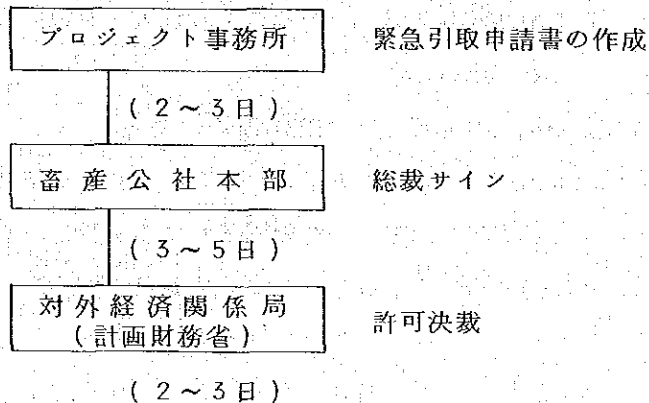 プロジェクト事務所 緊急引取申請書の作成
(2～3日)
畜産公社本部 総裁サイン
(3～5日)
対外経済関係局
(計画財務省) 許可決裁
(2～3日)